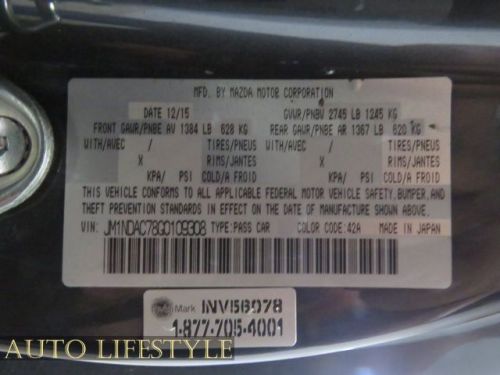 MFD. BY MAZDA MOTOR CORPORATION
DATE 12/15 GVWR/PNBV 2745 LB 1245 KG
FRONT GAWR/PNBE AV 1384 LB 628 KG REAR GAWR/PNBE AR 1367 LB 620 KG
WITH/AVEC / TIRES/PNEUS WITH/AVEC / TIRES/PNEUS
X RIMS/JANTES X RIMS/JANTES
KPA/ PSI COLD/A FROID KPA/ PSI COLD/A FROID
THIS VEHICLE CONFORMS TO ALL APPLICABLE FEDERAL MOTOR VEHICLE SAFETY, BUMPER, AND
THEFT PREVENTION STANDARDS IN EFFECT ON THE DATE OF MANUFACTURE SHOWN ABOVE.
VIN: JM1NDAC78G0109308 TYPE: PASS CAR COLOR CODE: 42A MADE IN JAPAN
Mark INV56978
1-877-705-4001
AUTO LIFESTYLE